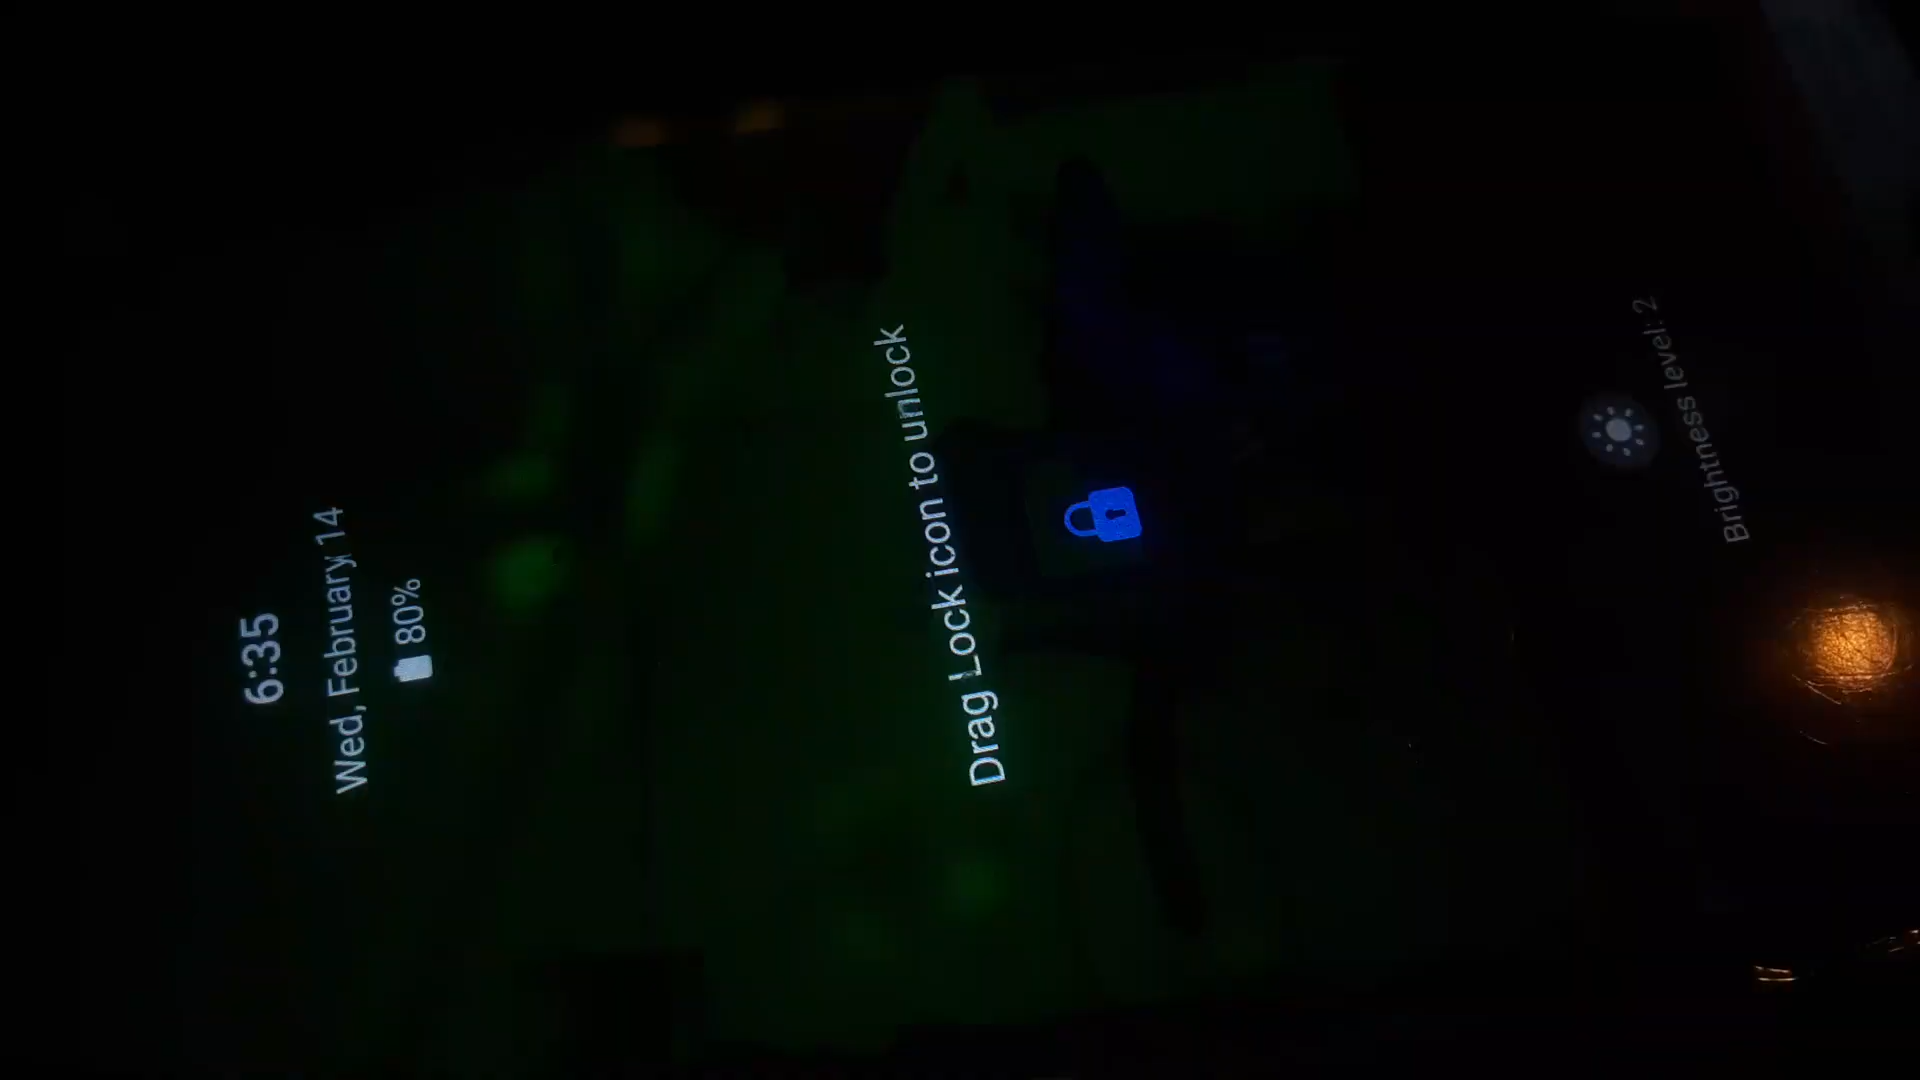 6:35
Wed, February 14
80%
Drag Lock icon to unlock
Brightness level: 2